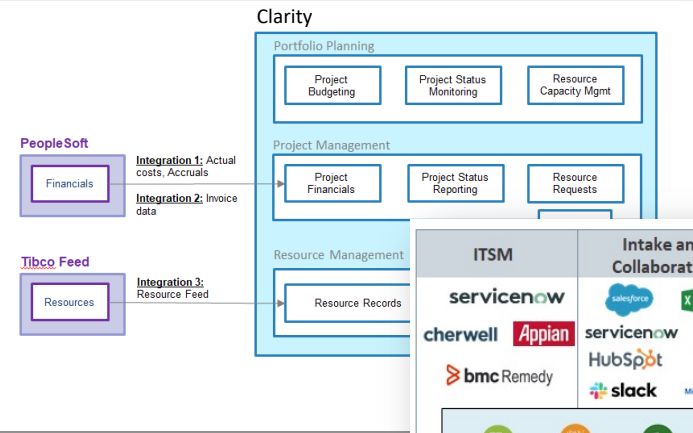 Clarity
Portfolio Planning
Project
Budgeting
Project Status
Monitoring
Resource
Capacity Mgmt
PeopleSoft
Financials
Integration 1: Actual
costs, Accruals
Integration 2: Invoice
data
Project Management
Project
Financials
Project Status
Reporting
Resource
Requests
Tibco Feed
Resources
Integration 3:
Resource Feed
Resource Management
Resource Records
ITSM
servicenow
cherwell
Appian
bmc Remedy
Intake an
Collaborat
salesforce
X
servicenow
HubSpot
slack
Mi